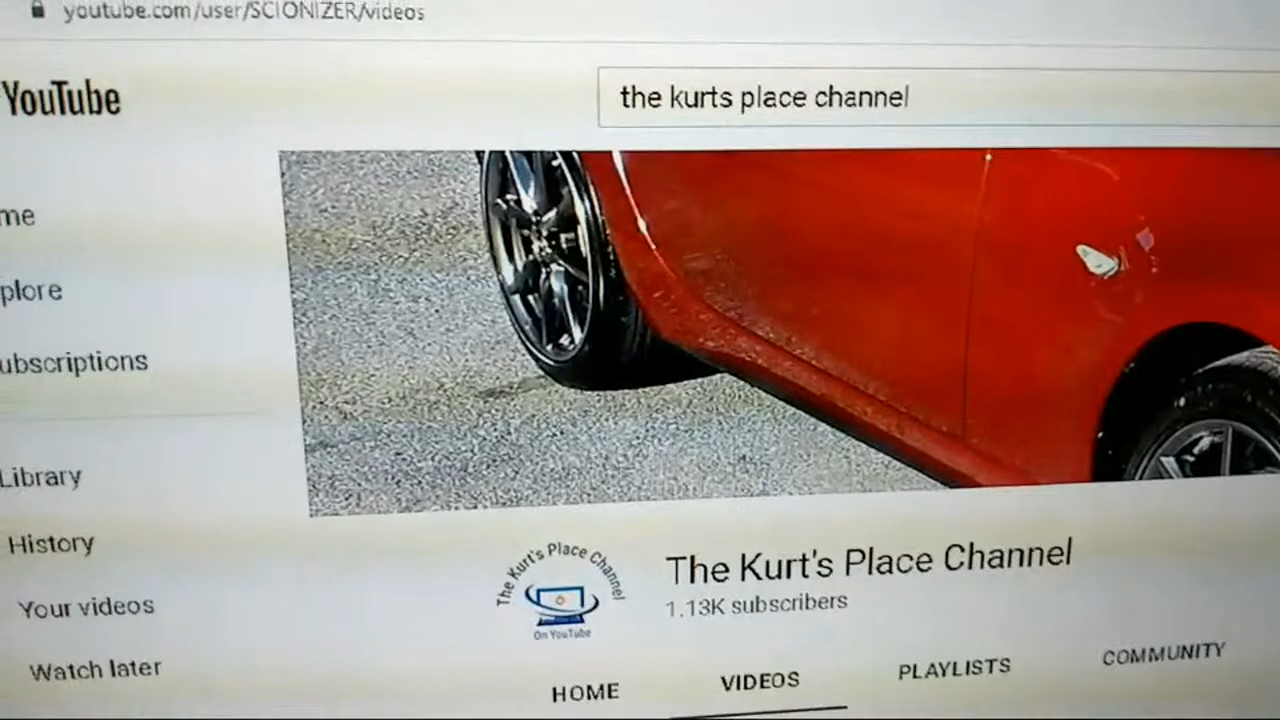 youtube.com/user/SCIONIZER/videos
YouTube
the kurts place channel
me
plore
ubscriptions
Library
History
Your videos
Watch later
The Kurt's Place Channel
On YouTube
The Kurt's Place Channel
1.13K subscribers
HOME VIDEOS PLAYLISTS COMMUNITY